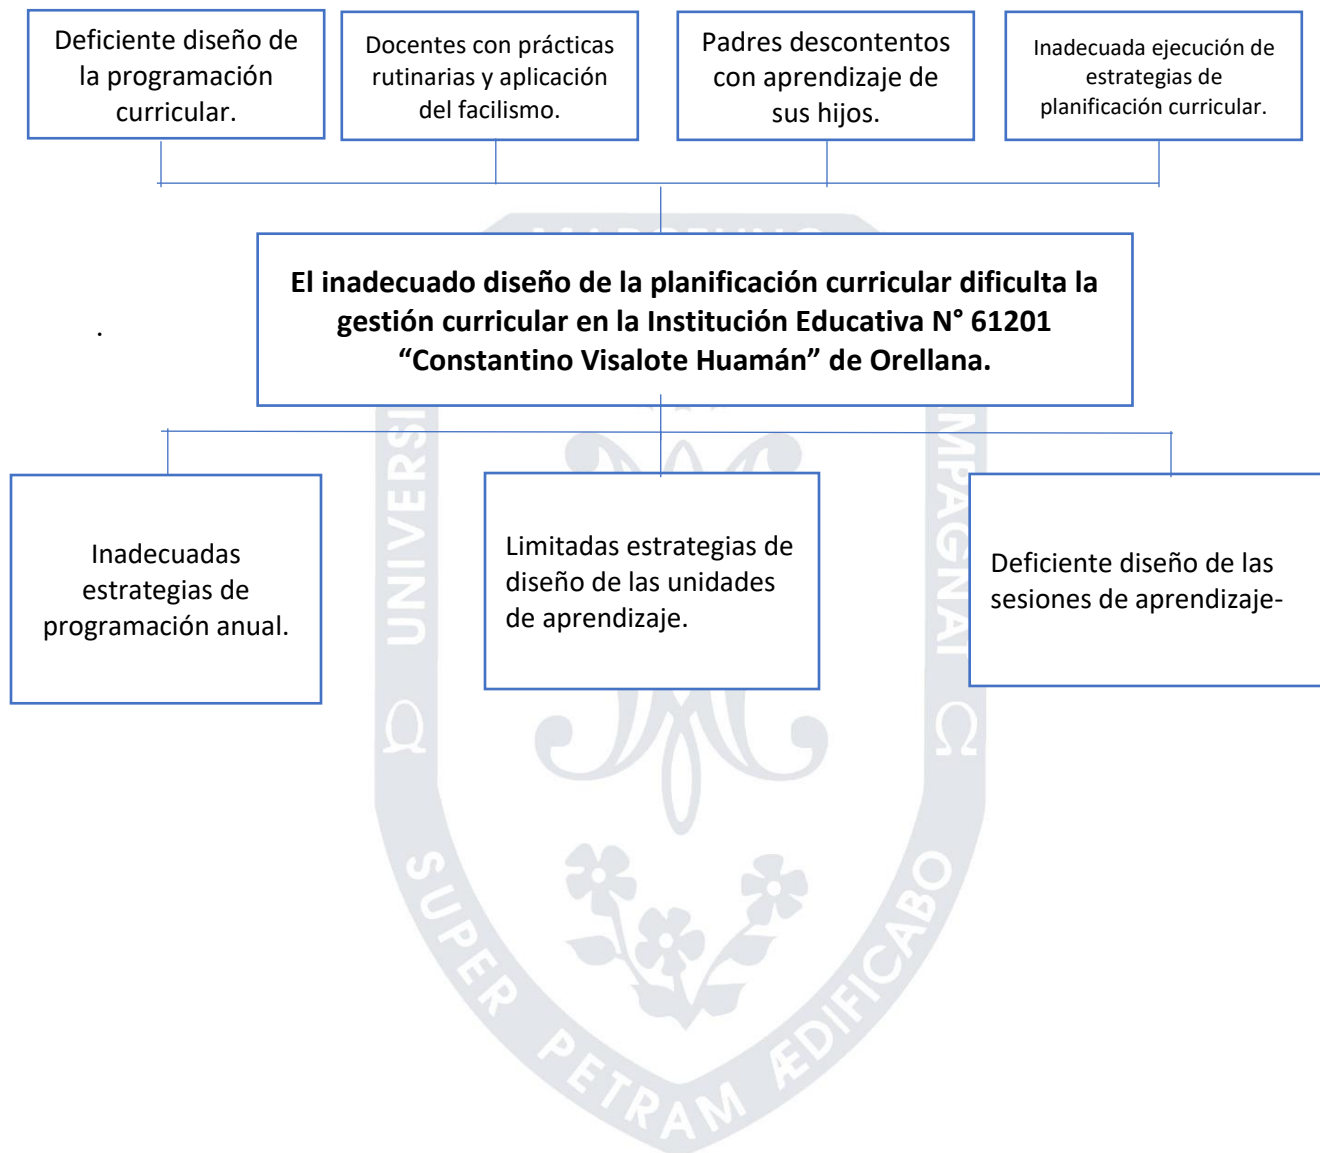 Deficiente diseño de
la programación
curricular.
Docentes con prácticas
rutinarias y aplicación
del facilismo.
Padres descontentos
con aprendizaje de
sus hijos.
Inadecuada ejecución de
estrategias de
planificación curricular.
El inadecuado diseño de la planificación curricular dificulta la
gestión curricular en la Institución Educativa N° 61201
“Constantino Visalote Huamán” de Orellana.
.
Inadecuadas
estrategias de
programación anual.
Limitadas estrategias de
diseño de las unidades
de aprendizaje.
Deficiente diseño de las
sesiones de aprendizaje-
Ω UNIVERSI
MPAGNAI Ω
SUPER PETRAM ÆDIFICABO